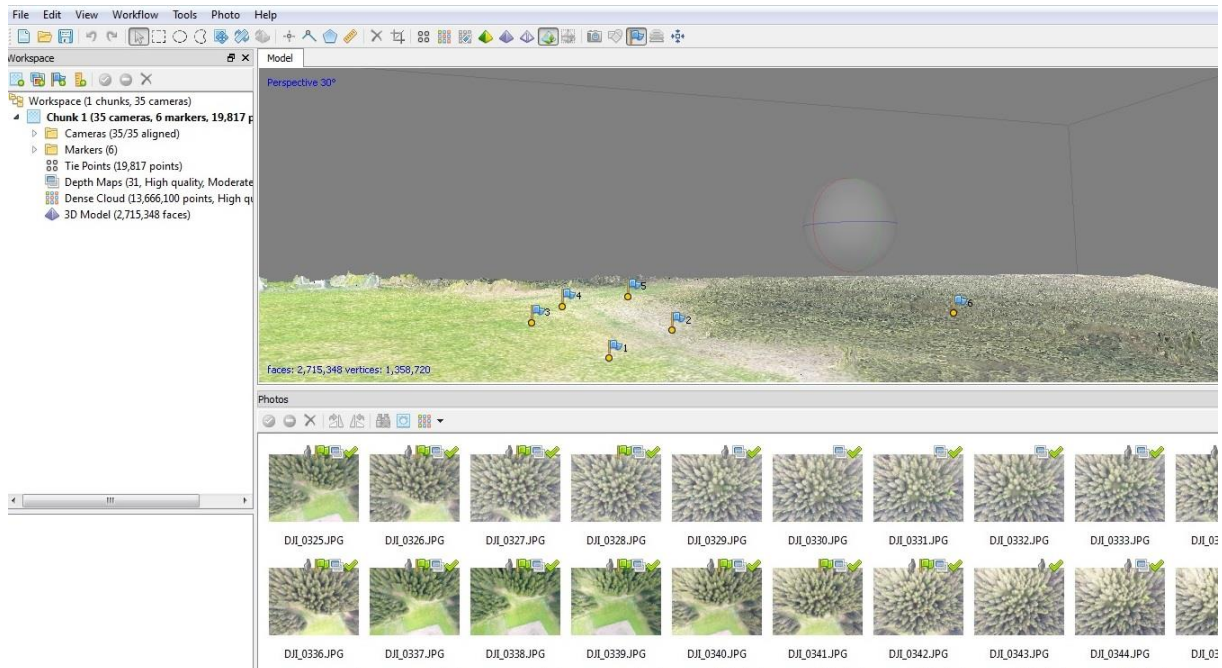 File Edit View Workflow Tools Photo Help
Workspace
Model
Workspace (1 chunks, 35 cameras)
Chunk 1 (35 cameras, 6 markers, 19,817 p
Cameras (35/35 aligned)
Markers (6)
Tie Points (19,817 points)
Depth Maps (31, High quality, Moderate
Dense Cloud (13,666,100 points, High qu
3D Model (2,715,348 faces)
Perspective 30°
5
4
6
3
2
1
faces: 2,715,348 vertices: 1,358,720
Photos
DJI_0325.JPG DJI_0326.JPG DJI_0327.JPG DJI_0328.JPG DJI_0329.JPG DJI_0330.JPG DJI_0331.JPG DJI_0332.JPG DJI_0333.JPG DJI_03
DJI_0336.JPG DJI_0337.JPG DJI_0338.JPG DJI_0339.JPG DJI_0340.JPG DJI_0341.JPG DJI_0342.JPG DJI_0343.JPG DJI_0344.JPG DJI_03